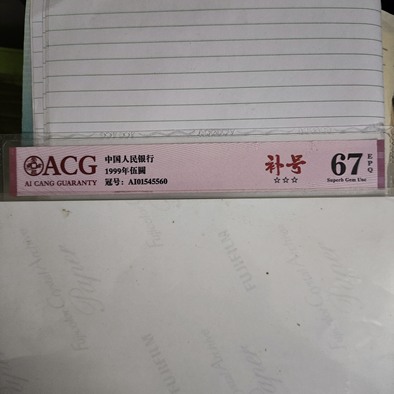 ACG
AI CANG GUARANTY
中国人民银行
1999年伍圆
冠号: AI01545560
补号
☆☆☆
67
EPQ
Superb Gem Unc
FUJIFILM